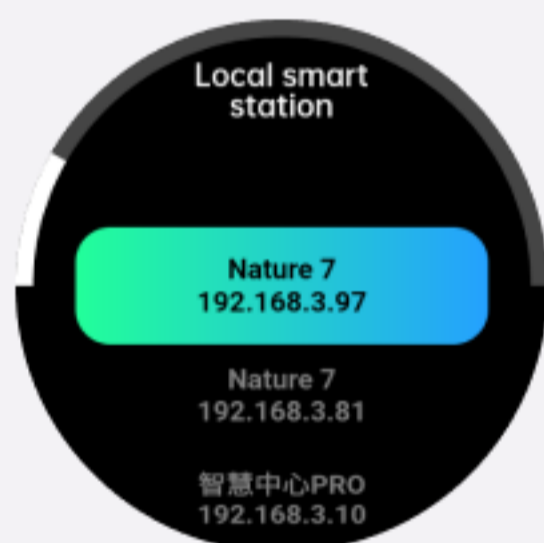 Local smart
station
Nature 7
192.168.3.97
Nature 7
192.168.3.81
智慧中心PRO
192.168.3.10